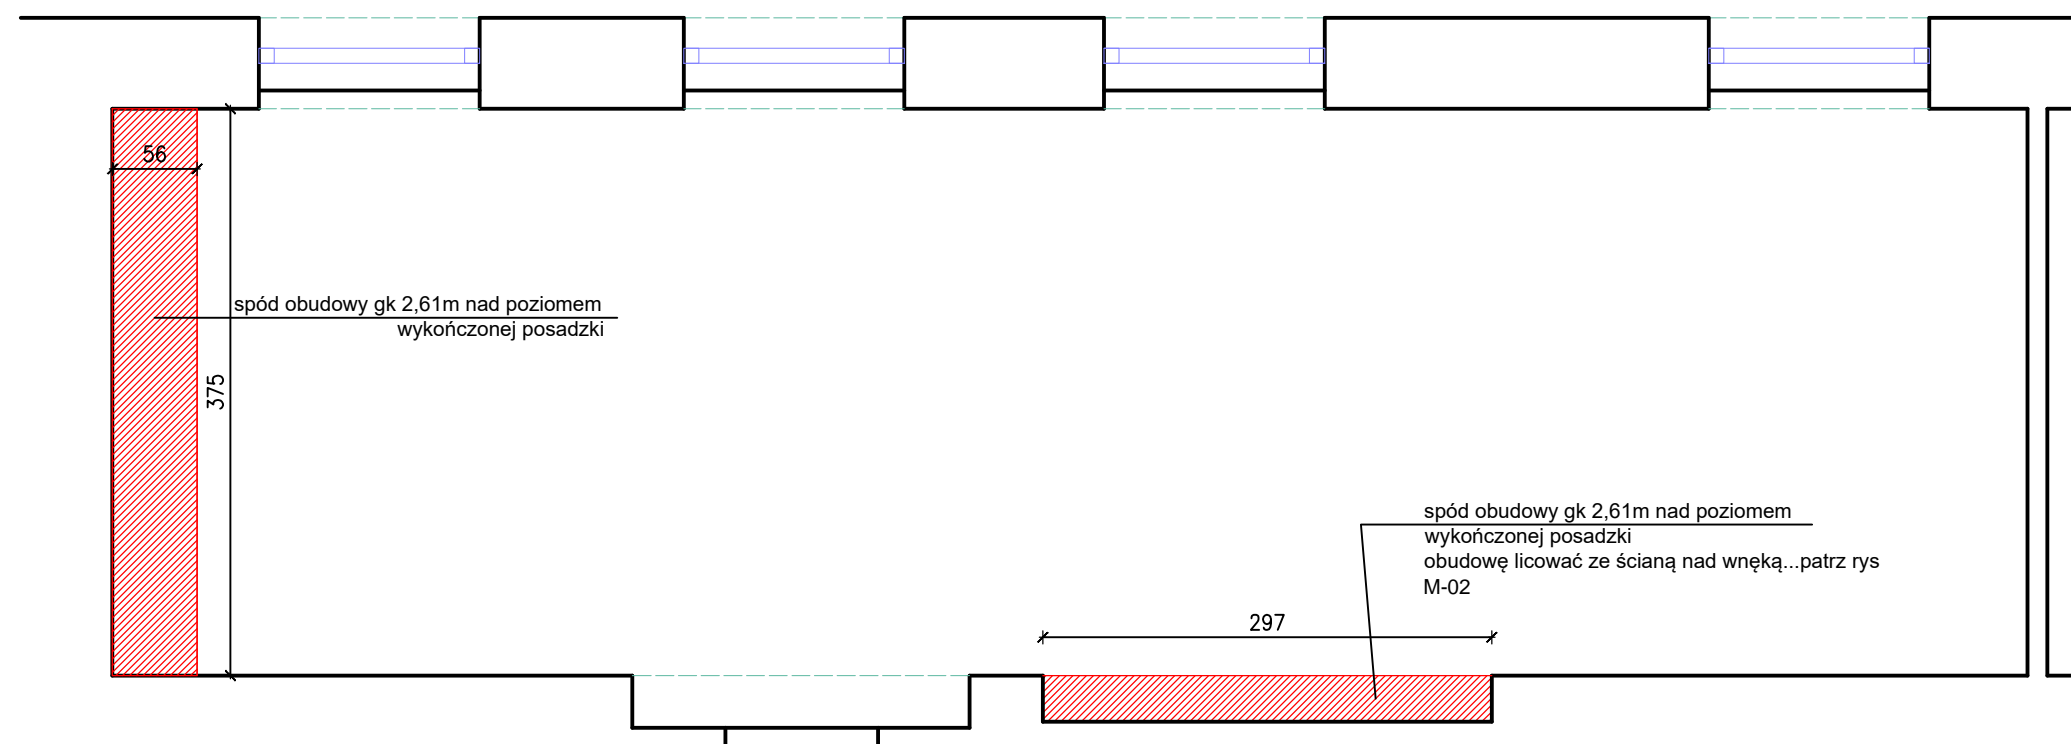 56
spód obudowy gk 2,61m nad poziomem
wykończonej posadzki
375
spód obudowy gk 2,61m nad poziomem
wykończonej posadzki
obudowę licować ze ścianą nad wnęką...patrz rys
M-02
297